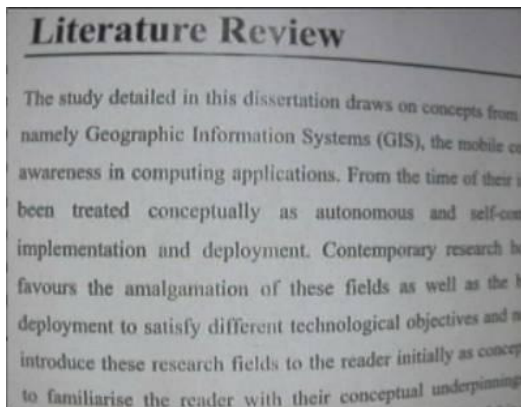 Literature Review
The study detailed in this dissertation draws on concepts from
namely Geographic Information Systems (GIS), the mobile
awareness in computing applications. From the time of their
been treated conceptually as autonomous and
implementation and deployment. Contemporary research
favours the amalgamation of these fields as well as the
deployment to satisfy different technological objectives and
introduce these research fields to the reader initially as
to familiarise the reader with their conceptual underpinnings